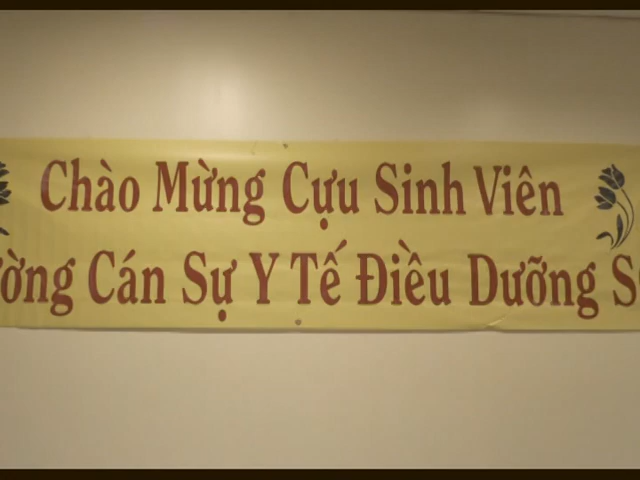 Chào Mừng Cựu Sinh Viên
Cán Sự Y Tế Điều Dưỡng